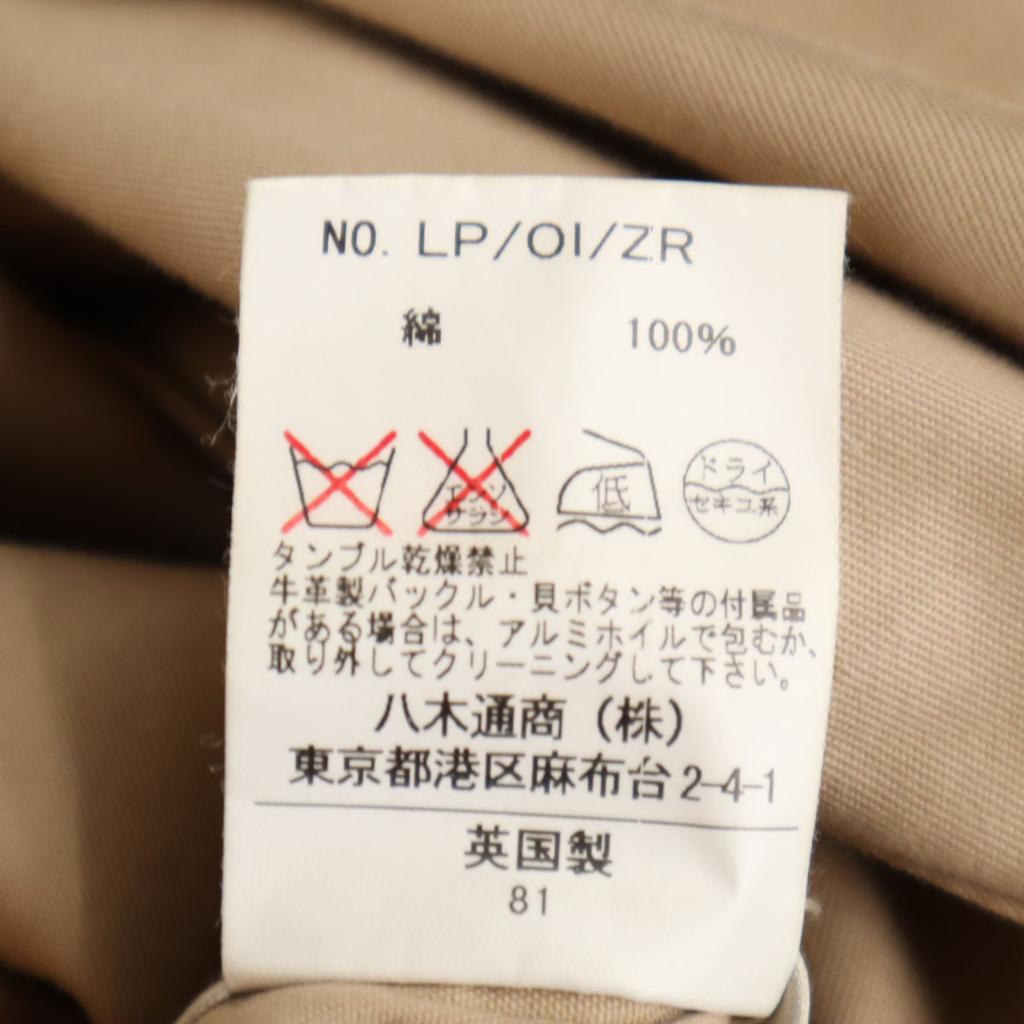 NO. LP/OI/ZR
綿 100%
エンソ
サラシ
低
ドライ
セキユ系
タンブル乾燥禁止
牛革製バックル・貝ボタン等の付属品
がある場合は、アルミホイルで包むか、
取り外してクリーニングして下さい。
八木通商（株）
東京都港区麻布台2-4-1
英国製
81